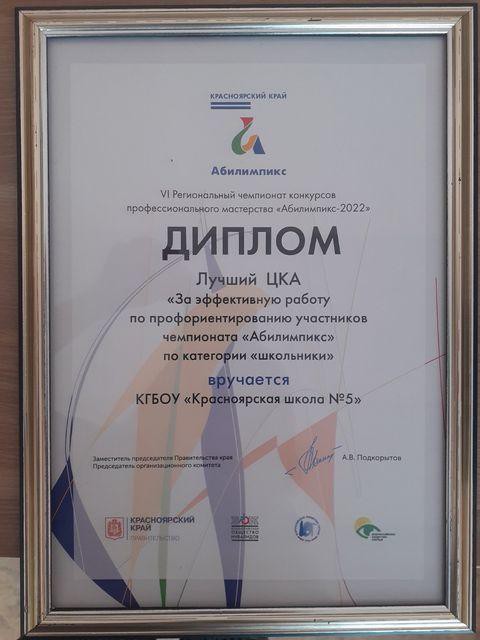 КРАСНОЯРСКИЙ КРАЙ
Абилимпикс
VI Региональный чемпионат конкурсов
профессионального мастерства «Абилимпикс-2022»
ДИПЛОМ
Лучший ЦКА
«За эффективную работу
по профориентированию участников
чемпионата «Абилимпикс»
по категории «школьники»
вручается
КГБОУ «Красноярская школа №5»
Заместитель председателя Правительства края
Председатель организационного комитета
А.В. Подкорытов
КРАСНОЯРСКИЙ
КРАЙ
ПРАВИТЕЛЬСТВО
ОБЩЕСТВО
ИНВАЛИДОВ